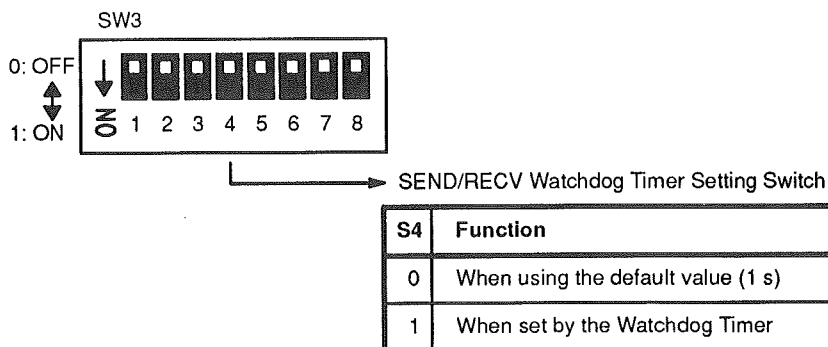 SW3
0: OFF
1: ON
ON
1 2 3 4 5 6 7 8
SEND/RECV Watchdog Timer Setting Switch
S4 Function
0 When using the default value (1 s)
1 When set by the Watchdog Timer